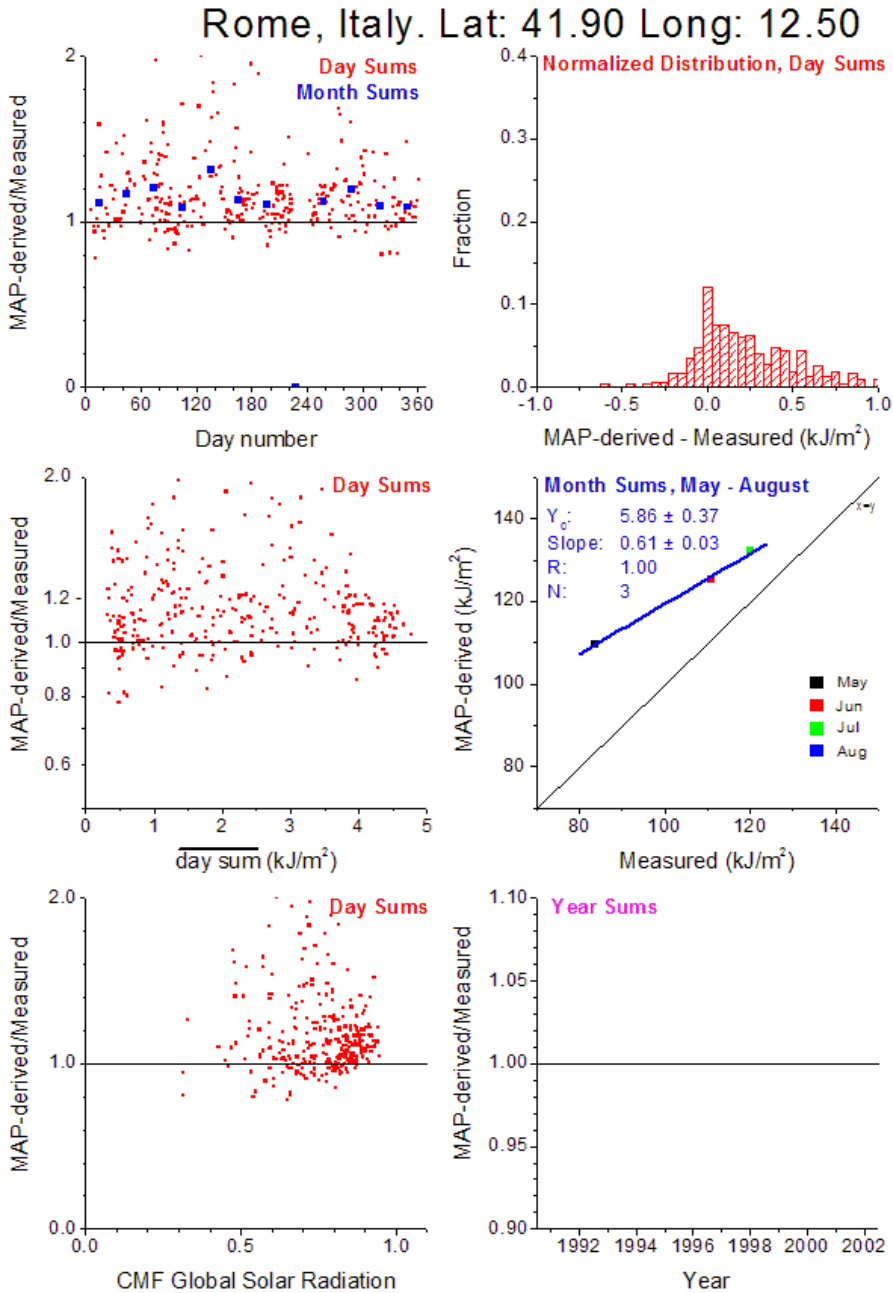 Rome, Italy. Lat: 41.90 Long: 12.50
Day Sums
Month Sums
MAP-derived/Measured
2
1
0
0 60 120 180 240 300 360
Day number
Normalized Distribution, Day Sums
Fraction
0.4
0.3
0.2
0.1
0.0
-1.0 -0.5 0.0 0.5 1.0
MAP-derived - Measured (kJ/m²)
Day Sums
MAP-derived/Measured
2.0
1.2
1.0
0.8
0.6
0 1 2 3 4 5
day sum (kJ/m²)
Month Sums, May - August
Y₀: 5.86 ± 0.37
Slope: 0.61 ± 0.03
R: 1.00
N: 3
x=y
MAP-derived (kJ/m²)
140
120
100
80
May
Jun
Jul
Aug
80 100 120 140
Measured (kJ/m²)
Day Sums
MAP-derived/Measured
2.0
1.0
0.0
0.0 0.5 1.0
CMF Global Solar Radiation
Year Sums
MAP-derived/Measured
1.10
1.05
1.00
0.95
0.90
1992 1994 1996 1998 2000 2002
Year